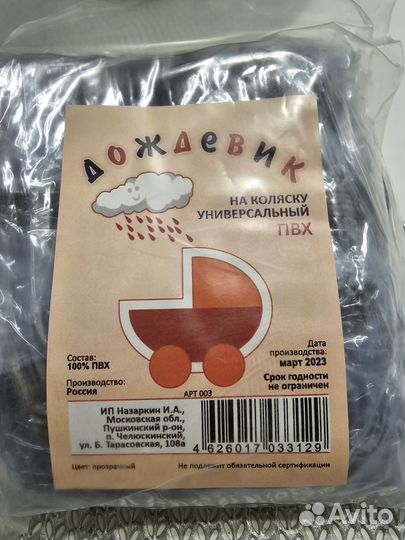 ДОЖДЕВИК
НА КОЛЯСКУ
УНИВЕРСАЛЬНЫЙ
ПВХ
Состав:
100% ПВХ
Производство:
Россия
Дата
производства:
март 2023
Срок годности
не ограничен
АРТ 003
ИП Назаркин И.А.,
Московская обл.,
Пушкинский р-он,
п. Челюскинский,
ул. Б. Тарасовская, 108а
4 626017 033129
Цвет: прозрачный
Не подлежит обязательной сертификации
Avito